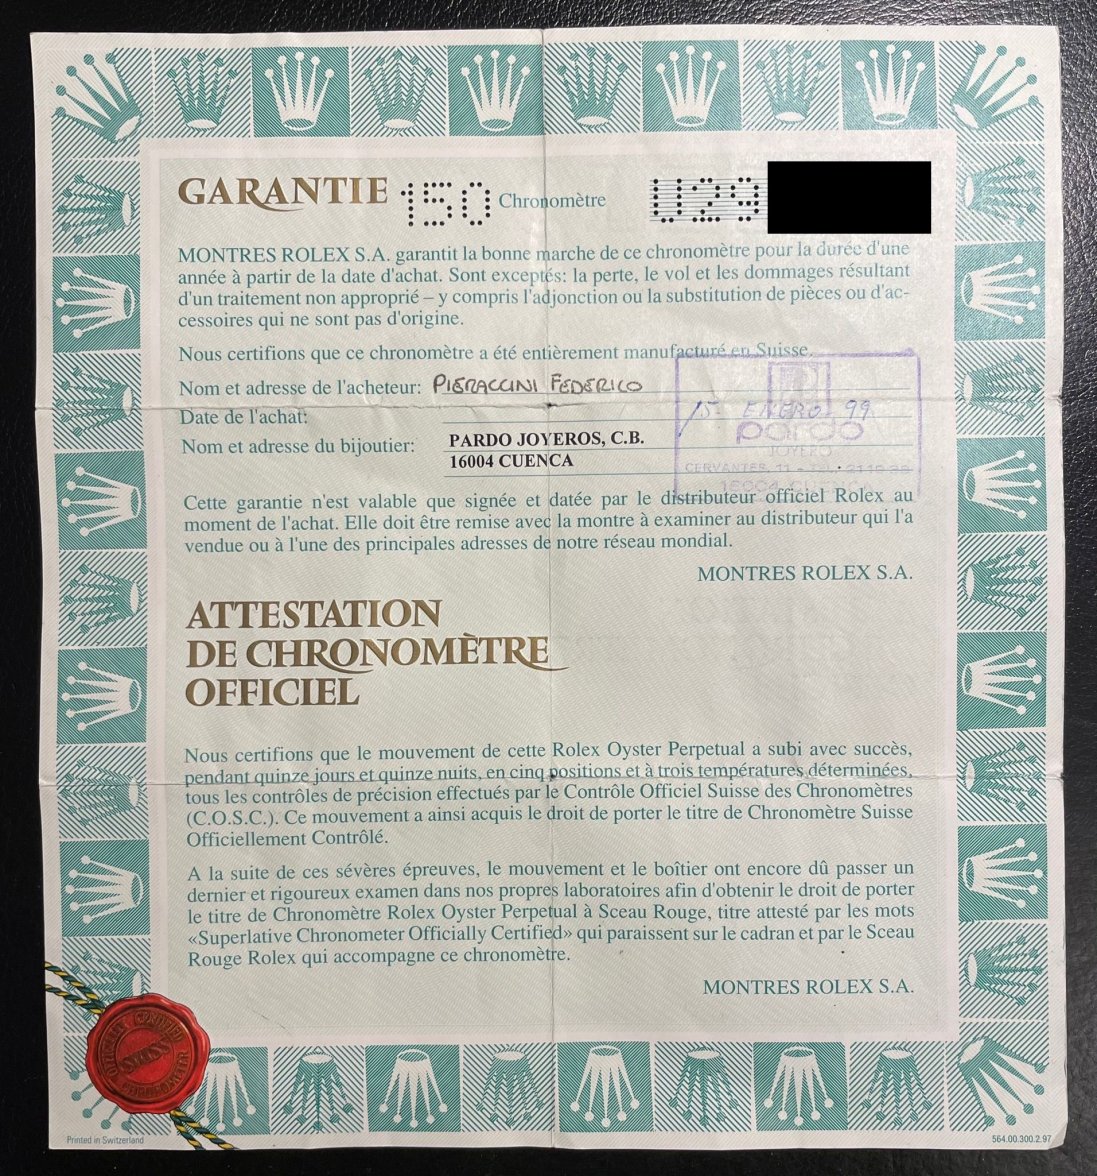 GARANTIE 150 Chronomètre U29
MONTRES ROLEX S.A. garantit la bonne marche de ce chronomètre pour la durée d'une
année à partir de la date d'achat. Sont exceptés: la perte, le vol et les dommages résultant
d'un traitement non approprié – y compris l'adjonction ou la substitution de pièces ou d'ac-
cessoires qui ne sont pas d'origine.
Nous certifions que ce chronomètre a été entièrement manufacturé en Suisse.
Nom et adresse de l'acheteur: PIERACCINI FEDERICO
Date de l'achat: 15 ENERO 99
pardo
JOYERO
CERVANTES, 11
16004 CUENCA
Nom et adresse du bijoutier: PARDO JOYEROS, C.B.
16004 CUENCA
Cette garantie n'est valable que signée et datée par le distributeur officiel Rolex au
moment de l'achat. Elle doit être remise avec la montre à examiner au distributeur qui l'a
vendue ou à l'une des principales adresses de notre réseau mondial.
MONTRES ROLEX S.A.
ATTESTATION
DE CHRONOMÈTRE
OFFICIEL
Nous certifions que le mouvement de cette Rolex Oyster Perpetual a subi avec succès,
pendant quinze jours et quinze nuits, en cinq positions et à trois températures déterminées,
tous les contrôles de précision effectués par le Contrôle Officiel Suisse des Chronomètres
(C.O.S.C.). Ce mouvement a ainsi acquis le droit de porter le titre de Chronomètre Suisse
Officiellement Contrôlé.
A la suite de ces sévères épreuves, le mouvement et le boîtier ont encore dû passer un
dernier et rigoureux examen dans nos propres laboratoires afin d'obtenir le droit de porter
le titre de Chronomètre Rolex Oyster Perpetual à Sceau Rouge, titre attesté par les mots
«Superlative Chronometer Officially Certified» qui paraissent sur le cadran et par le Sceau
Rouge Rolex qui accompagne ce chronomètre.
MONTRES ROLEX S.A.
OFFICIALLY CERTIFIED
SWISS
CHRONOMETER
Printed in Switzerland
564.00.300.2.97